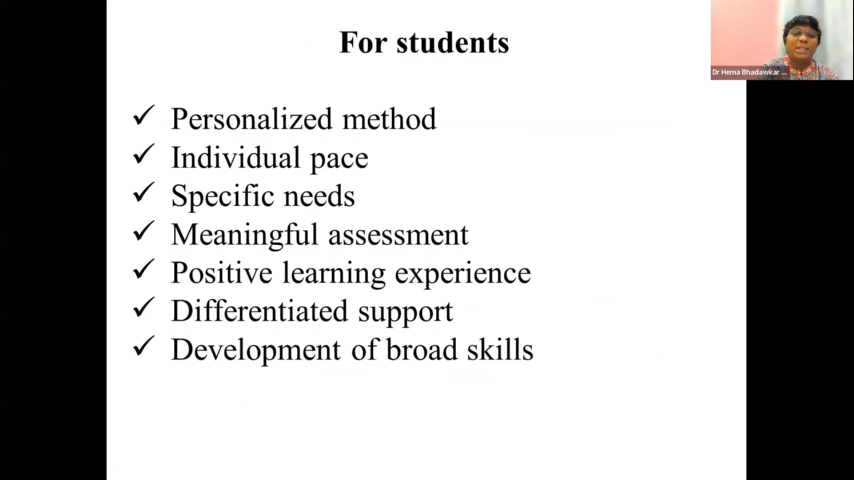 For students
Dr Hema Bhadawkar ...
✓ Personalized method
✓ Individual pace
✓ Specific needs
✓ Meaningful assessment
✓ Positive learning experience
✓ Differentiated support
✓ Development of broad skills